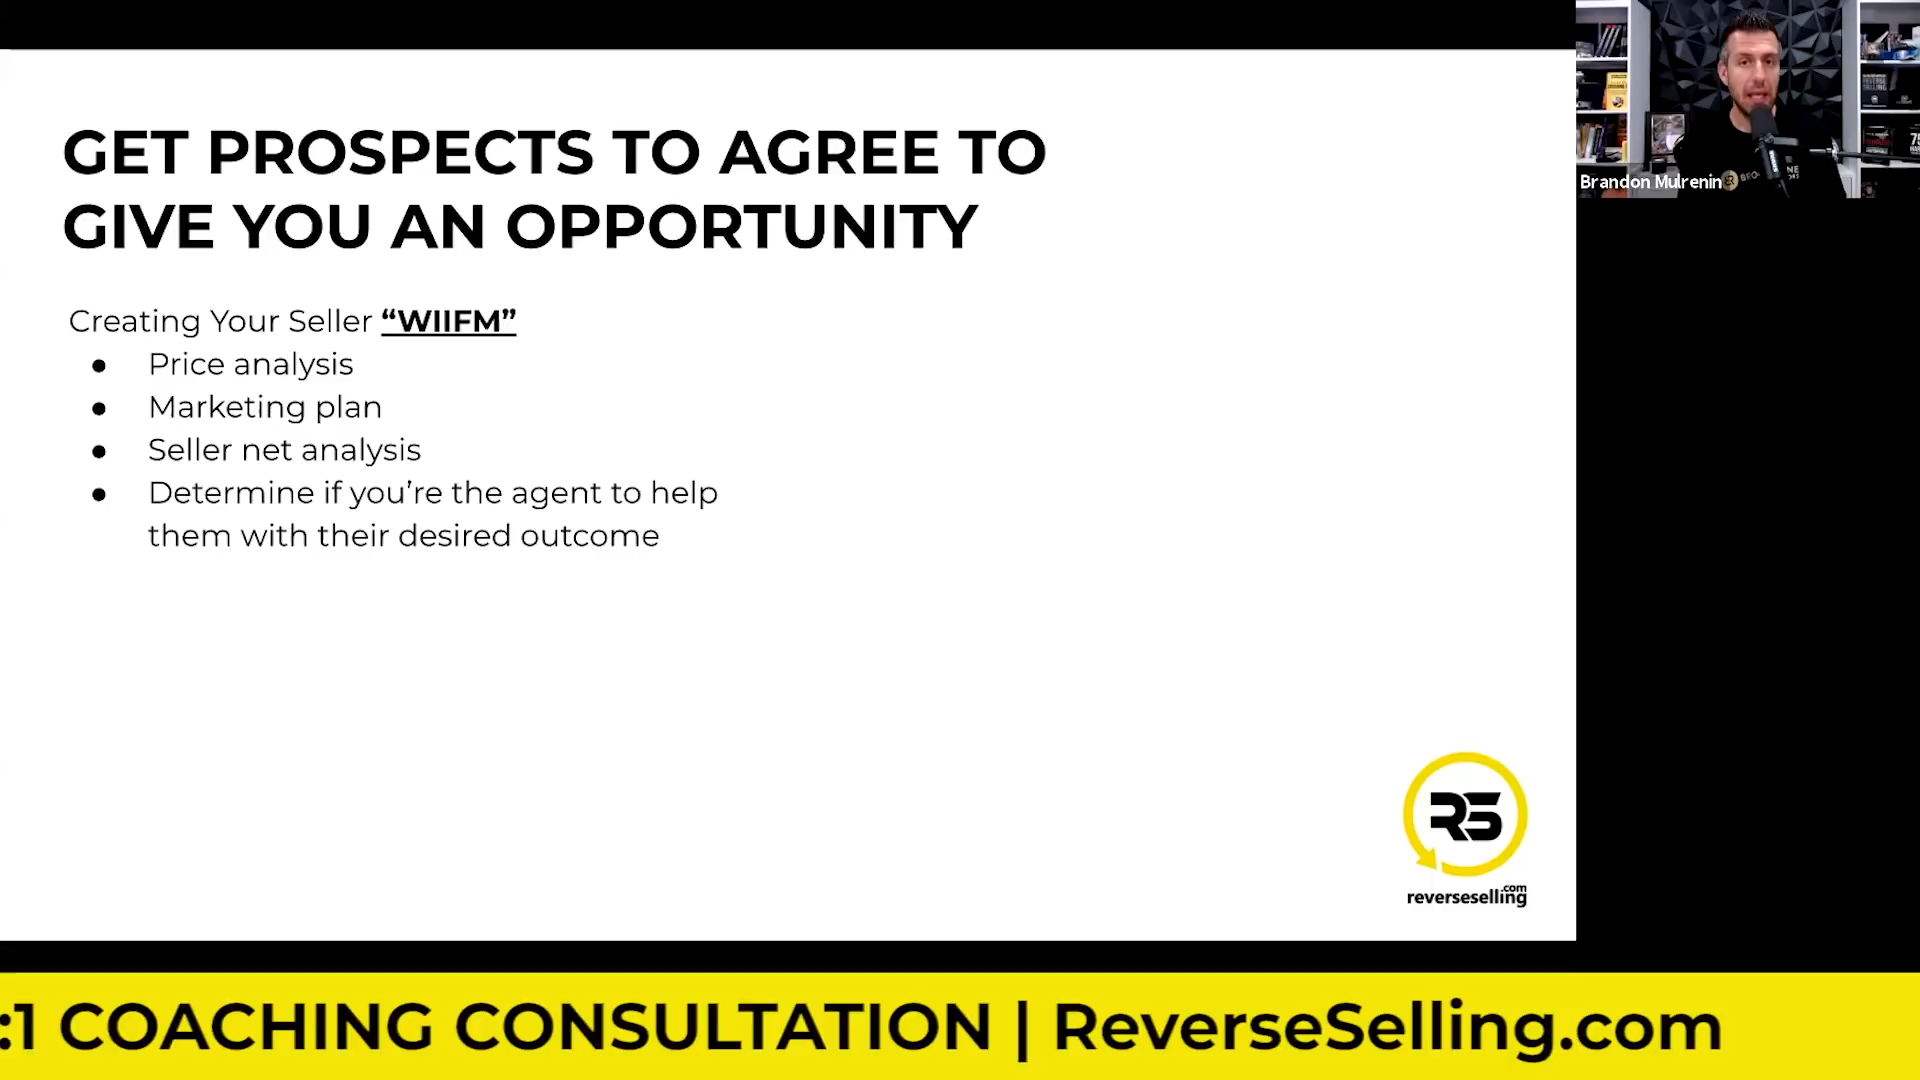 GET PROSPECTS TO AGREE TO
GIVE YOU AN OPPORTUNITY
Creating Your Seller “WIIFM”
● Price analysis
● Marketing plan
● Seller net analysis
● Determine if you’re the agent to help
them with their desired outcome
RS
.com
reverseselling
Brandon Mulrenin
:1 COACHING CONSULTATION | ReverseSelling.com